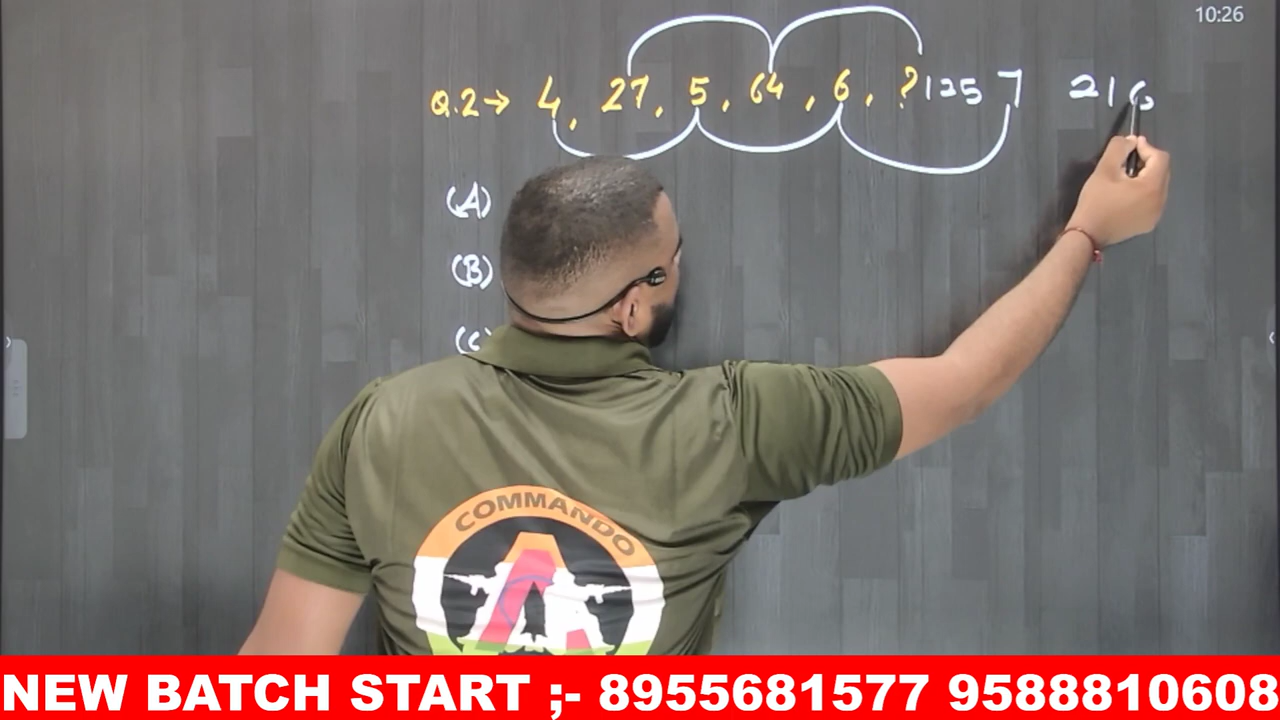 10:26
Q.2→ 4, 27, 5, 64, 6, ? 125 7 216
(A)
(B)
(C)
COMMANDO
NEW BATCH START ;- 8955681577 9588810608